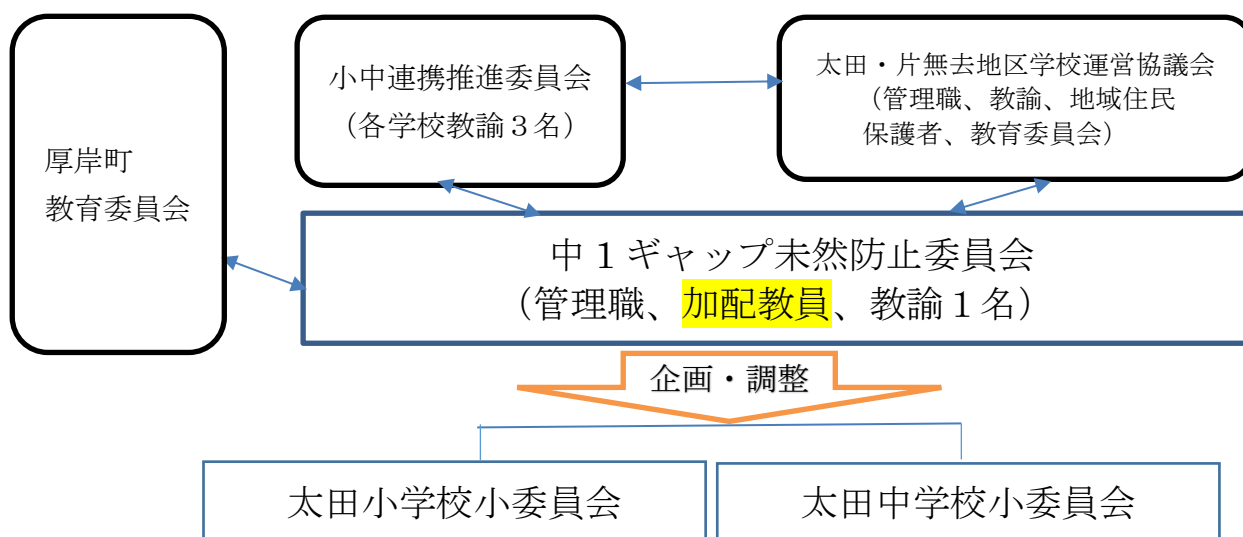 厚岸町
教育委員会
小中連携推進委員会
（各学校教諭３名）
太田・片無去地区学校運営協議会
（管理職、教諭、地域住民
保護者、教育委員会）
中１ギャップ未然防止委員会
（管理職、加配教員、教諭１名）
企画・調整
太田小学校小委員会
太田中学校小委員会